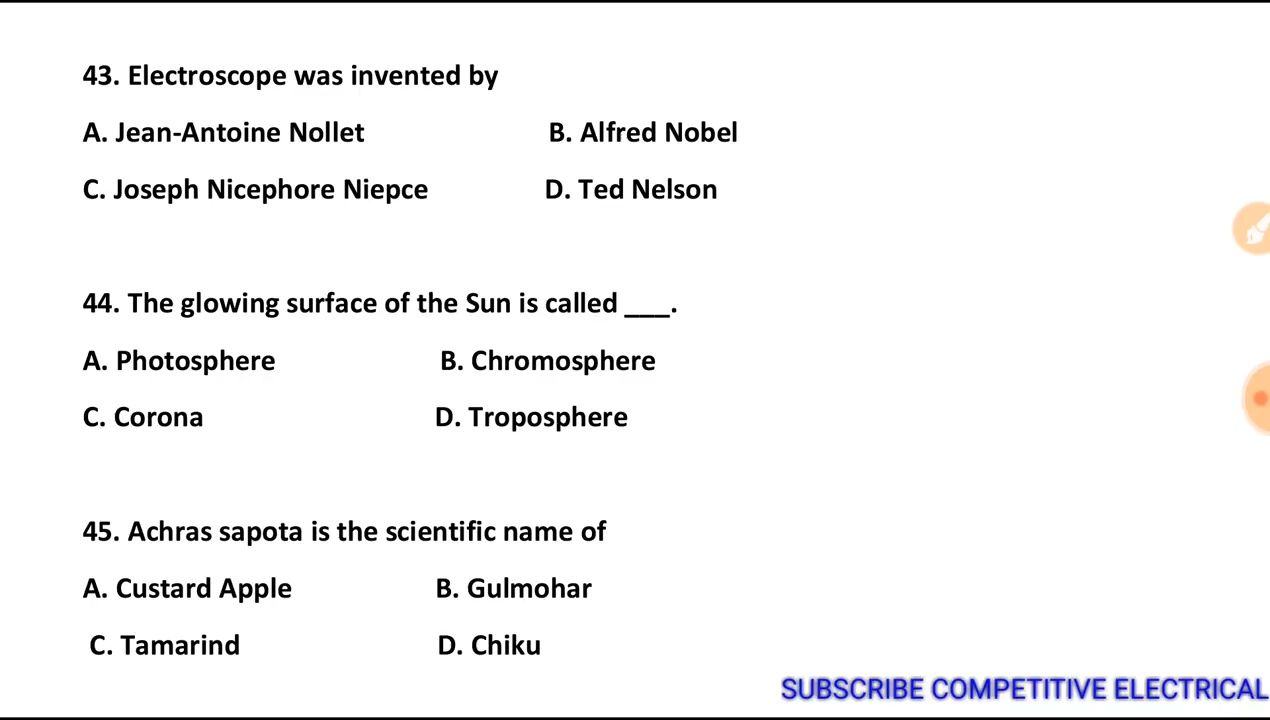 43. Electroscope was invented by
A. Jean-Antoine Nollet B. Alfred Nobel
C. Joseph Nicephore Niepce D. Ted Nelson
44. The glowing surface of the Sun is called ___.
A. Photosphere B. Chromosphere
C. Corona D. Troposphere
45. Achras sapota is the scientific name of
A. Custard Apple B. Gulmohar
C. Tamarind D. Chiku
SUBSCRIBE COMPETITIVE ELECTRICAL